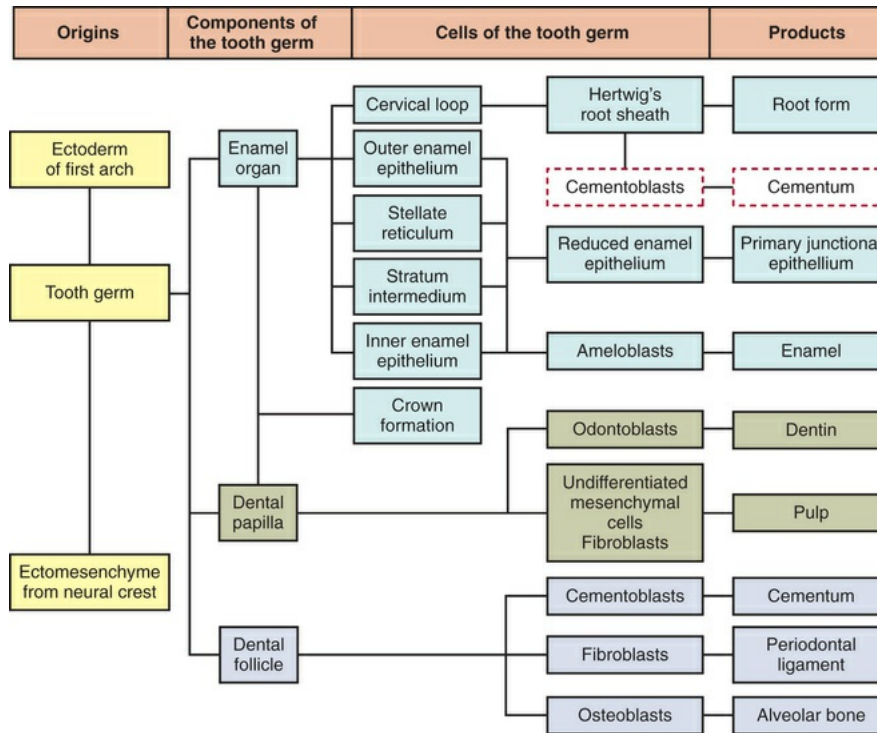 Origins
Components of
the tooth germ
Cells of the tooth germ
Products
Ectoderm
of first arch
Tooth germ
Ectomesenchyme
from neural crest
Enamel
organ
Dental
papilla
Dental
follicle
Cervical loop
Outer enamel
epithelium
Stellate
reticulum
Stratum
intermedium
Inner enamel
epithelium
Crown
formation
Hertwig's
root sheath
Cementoblasts
Reduced enamel
epithelium
Ameloblasts
Odontoblasts
Undifferentiated
mesenchymal
cells
Fibroblasts
Cementoblasts
Fibroblasts
Osteoblasts
Root form
Cementum
Primary junctional
epithellium
Enamel
Dentin
Pulp
Cementum
Periodontal
ligament
Alveolar bone